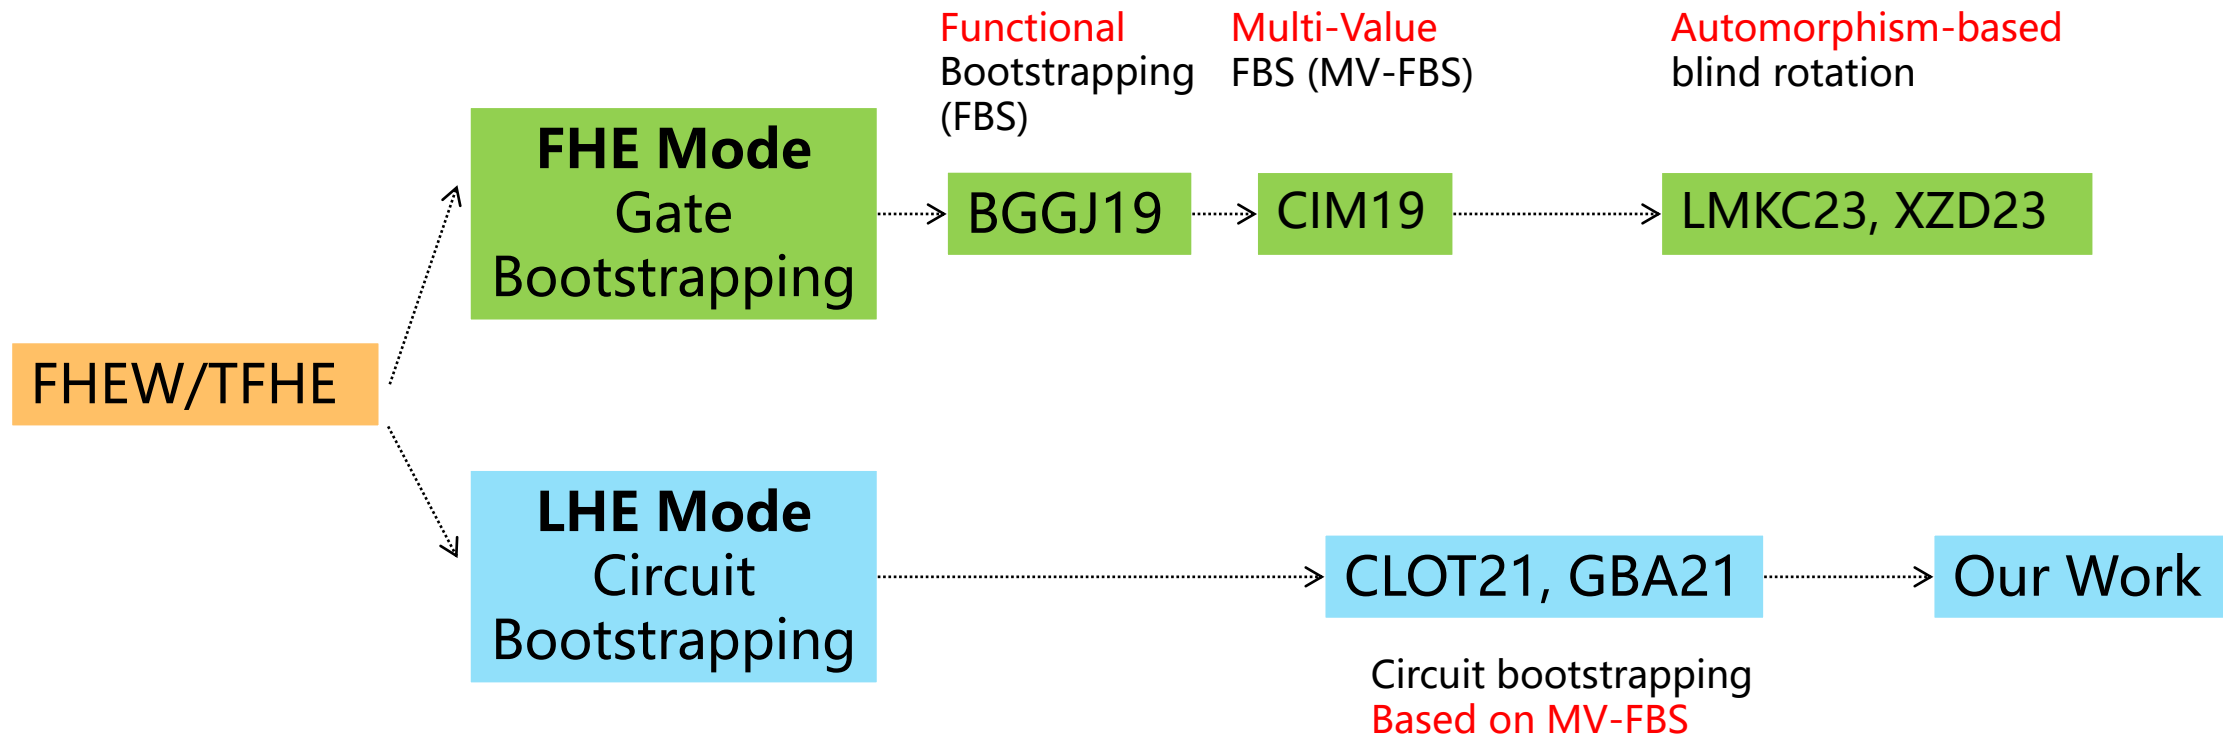 Functional
Bootstrapping
(FBS)
Multi-Value
FBS (MV-FBS)
Automorphism-based
blind rotation
FHE Mode
Gate
Bootstrapping
BGGJ19
CIM19
LMKC23, XZD23
FHEW/TFHE
LHE Mode
Circuit
Bootstrapping
CLOT21, GBA21
Our Work
Circuit bootstrapping
Based on MV-FBS